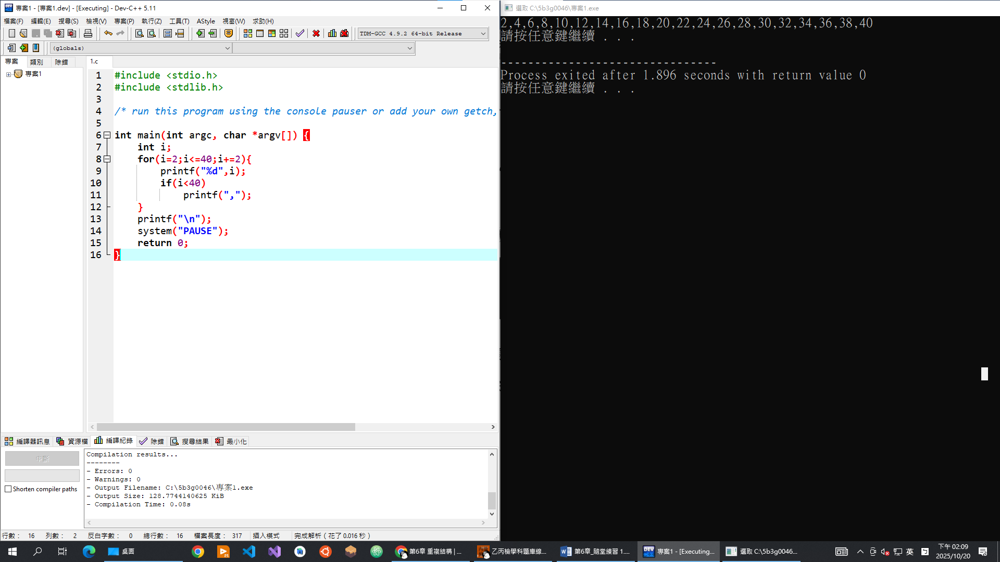 專案1 - [專案1.dev] - [Executing] - Dev-C++ 5.11
檔案(F) 編輯(E) 搜尋(S) 檢視(V) 專案(P) 執行(Z) 工具(T) AStyle 視窗(W) 求助(H)
TDM-GCC 4.9.2 64-bit Release
(globals)
專案 類別 除錯
專案1
1.c
1 #include <stdio.h>
2 #include <stdlib.h>
3
4 /* run this program using the console pauser or add your own getch,
5
6 int main(int argc, char *argv[]) {
7 int i;
8 for(i=2;i<=40;i+=2){
9 printf("%d",i);
10 if(i<40)
11 printf(",");
12 }
13 printf("\n");
14 system("PAUSE");
15 return 0;
16 }
編譯器訊息 資源檔 編譯紀錄 除錯 搜尋結果 最小化
中斷
Shorten compiler paths
Compilation results...
--------
- Errors: 0
- Warnings: 0
- Output Filename: C:\5b3g0046\專案1.exe
- Output Size: 128.7744140625 KiB
- Compilation Time: 0.08s
行數： 16 列數： 2 反白字數： 0 總行數： 16 檔案長度： 317 插入模式 完成解析 ( 花了 0.016 秒 )
選取 C:\5b3g0046\專案1.exe
2,4,6,8,10,12,14,16,18,20,22,24,26,28,30,32,34,36,38,40
請按任意鍵繼續 . . .
--------------------------------
Process exited after 1.896 seconds with return value 0
請按任意鍵繼續 . . .
桌面
第6章 重複結構 | ...
乙丙檢學科題庫線...
第6章_隨堂練習 1....
專案1 - [Executing...
選取 C:\5b3g0046...
英
下午 02:09
2025/10/20